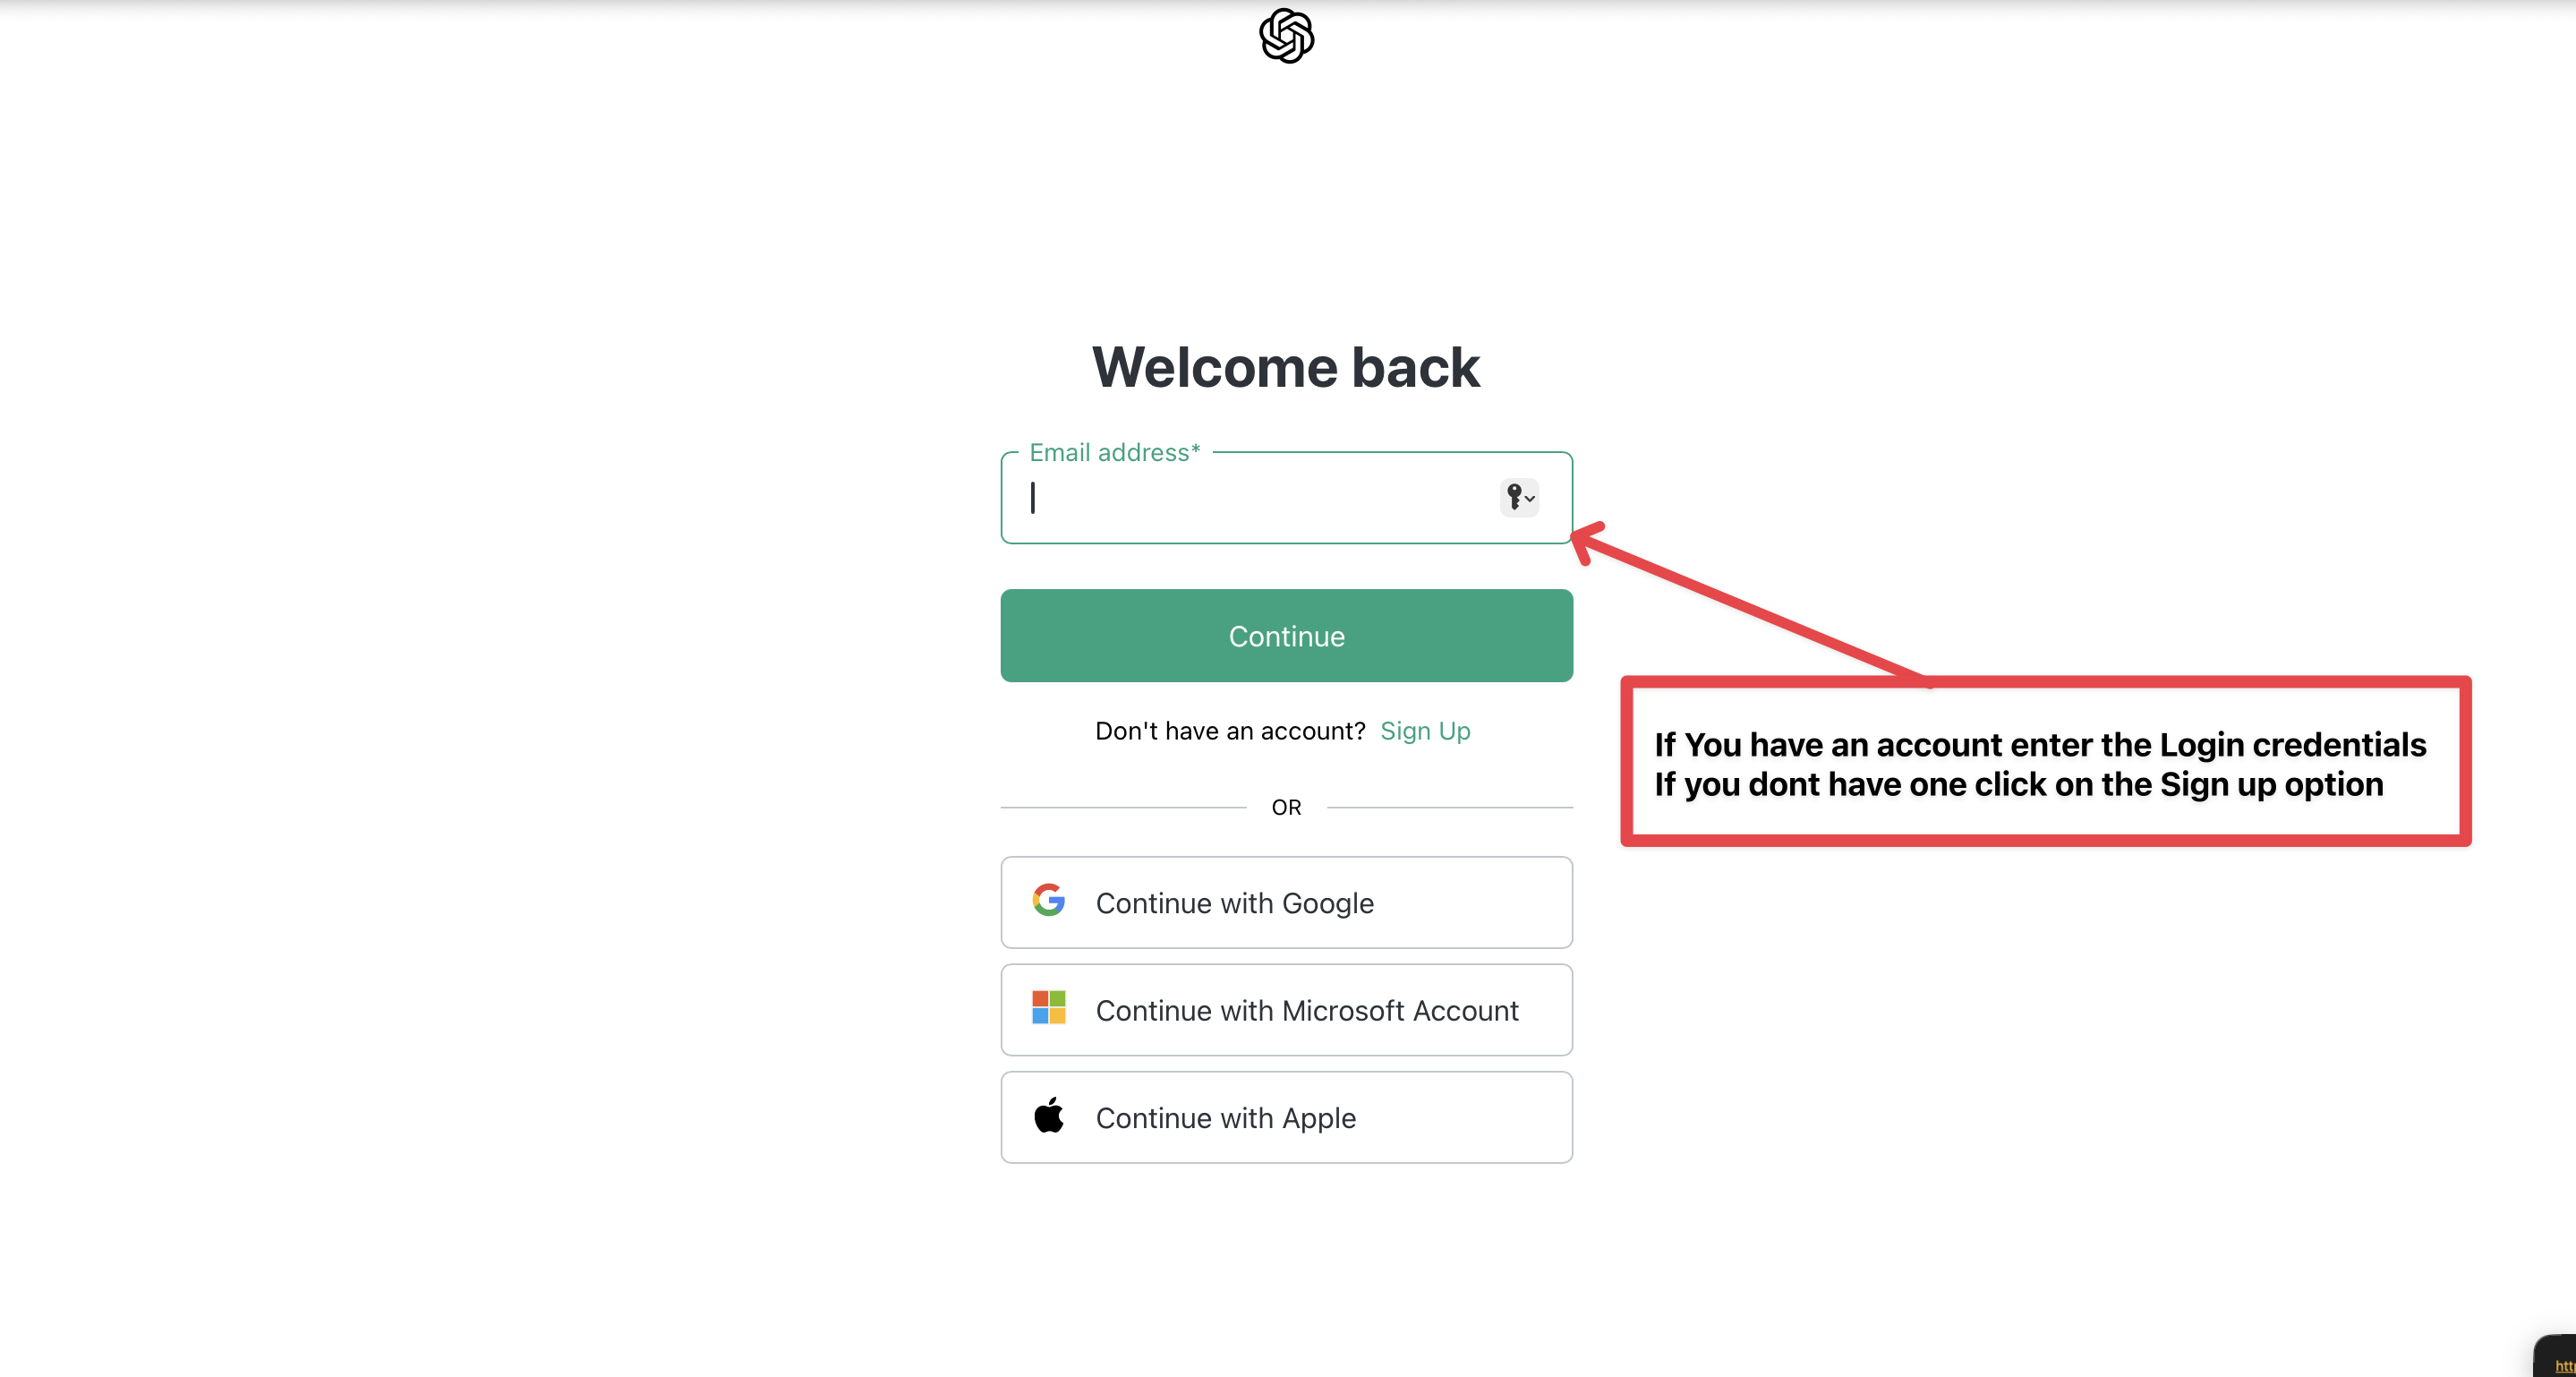 Welcome back
Email address*
Continue
Don't have an account? Sign Up
If You have an account enter the Login credentials
If you dont have one click on the Sign up option
OR
Continue with Google
Continue with Microsoft Account
Continue with Apple